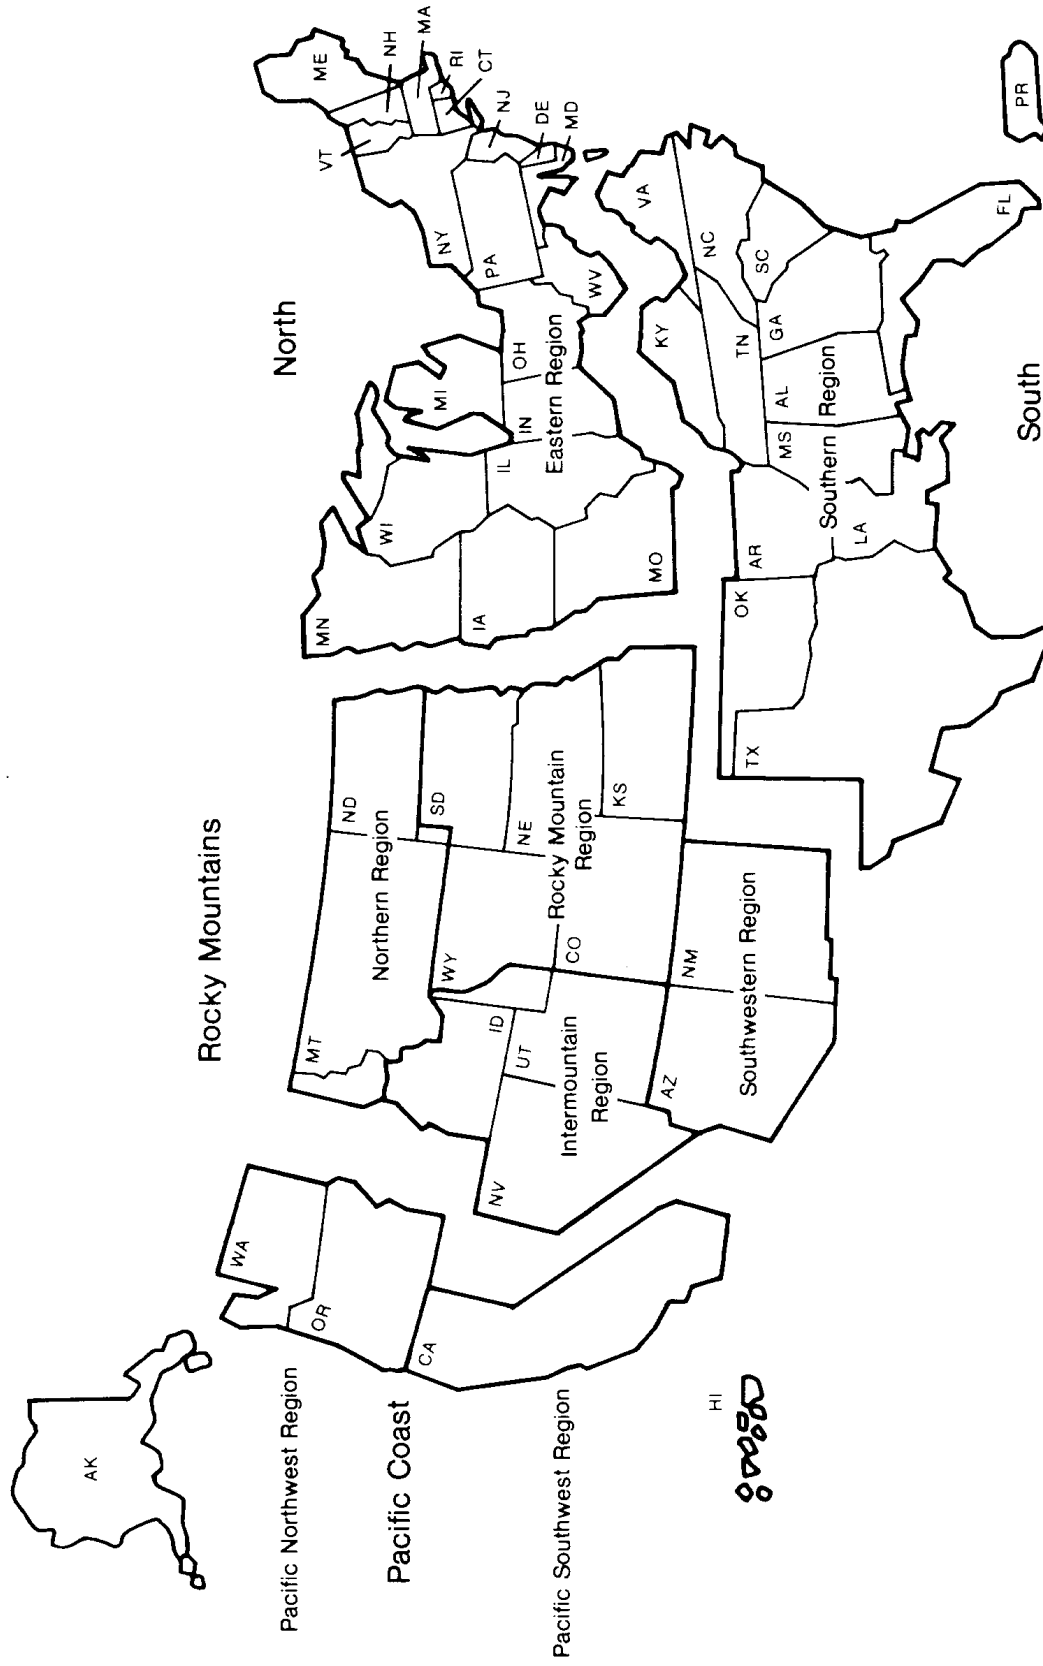 AK
Pacific Northwest Region
Pacific Coast
Pacific Southwest Region
WA
OR
CA
HI
Rocky Mountains
MT
ND
Northern Region
ID
WY
SD
NE
Rocky Mountain
Region
NV
UT
CO
KS
Intermountain
Region
AZ
NM
Southwestern Region
North
MN
WI
MI
IA
IL
IN
OH
MO
Eastern Region
WV
PA
NY
VT
ME
NH
MA
RI
CT
NJ
DE
MD
KY
VA
TN
NC
SC
TX
OK
AR
LA
MS
AL
GA
FL
Southern Region
South
PR